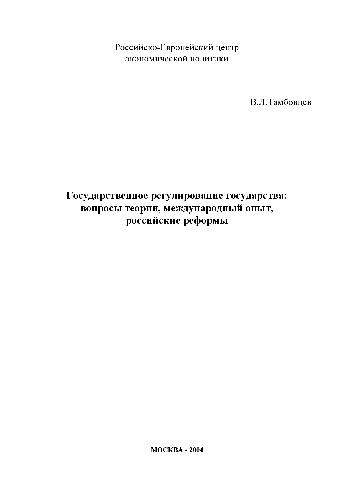 Российско-Европейский центр
экономической политики
В.Л.Тамбовцев
Государственное регулирование государства:
вопросы теории, международный опыт,
российские реформы
МОСКВА - 2004